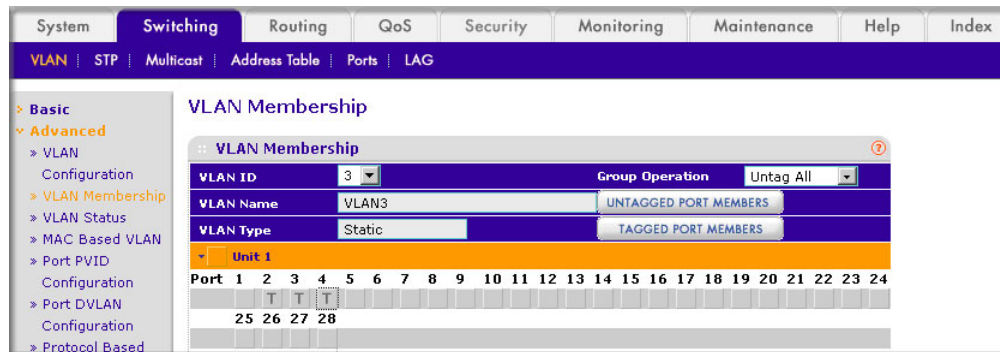 System Switching Routing QoS Security Monitoring Maintenance Help Index
VLAN STP Multicast Address Table Ports LAG
Basic
Advanced
» VLAN
Configuration
» VLAN Membership
» VLAN Status
» MAC Based VLAN
» Port PVID
Configuration
» Port DVLAN
Configuration
» Protocol Based
VLAN Membership
VLAN Membership ?
VLAN ID 3 Group Operation Untag All
VLAN Name VLAN3 UNTAGGED PORT MEMBERS
VLAN Type Static TAGGED PORT MEMBERS
Unit 1
Port 1 2 3 4 5 6 7 8 9 10 11 12 13 14 15 16 17 18 19 20 21 22 23 24
T T T
25 26 27 28